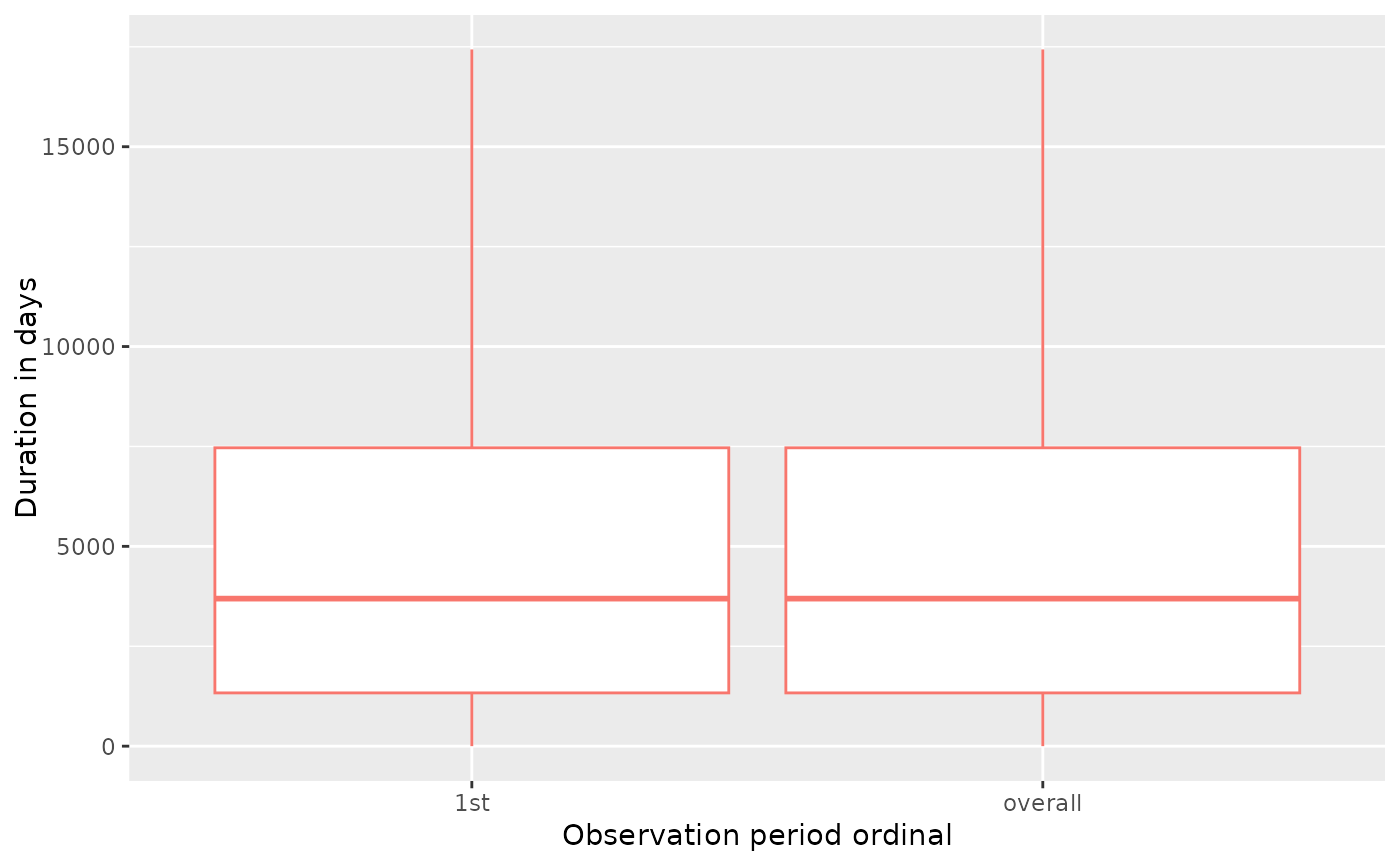 Duration in days
15000
10000
5000
0
1st
overall
Observation period ordinal